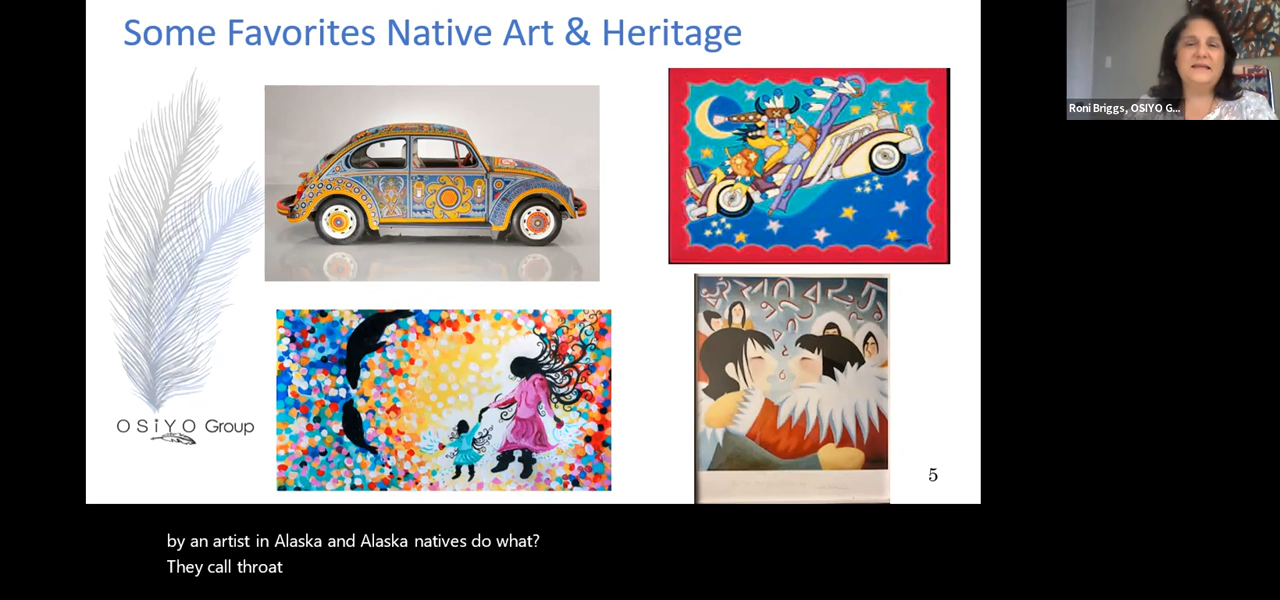 Some Favorites Native Art & Heritage
Roni Briggs, OSIYO G...
OSiYO Group
5
by an artist in Alaska and Alaska natives do what?
They call throat